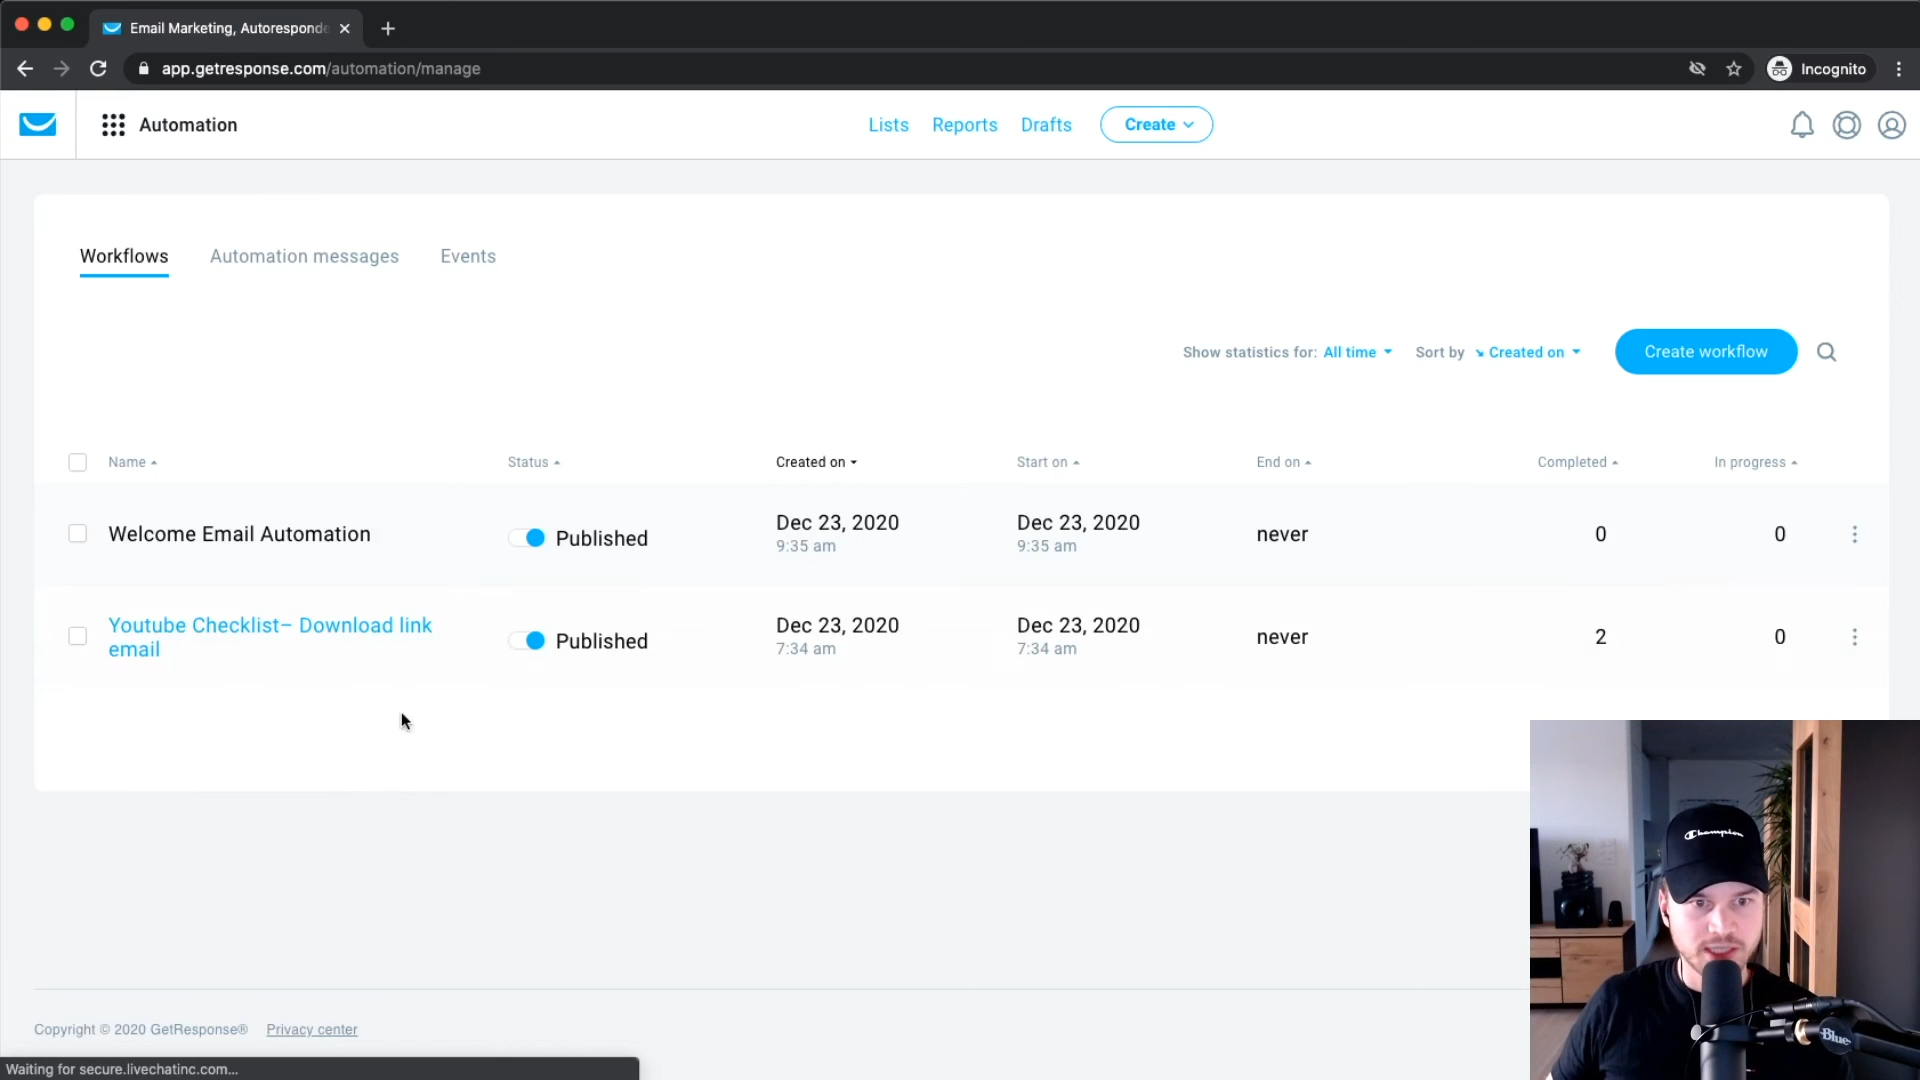 Email Marketing, Autoresponde
app.getresponse.com/automation/manage
Incognito
Automation
Lists
Reports
Drafts
Create
Workflows
Automation messages
Events
Show statistics for: All time
Sort by
Created on
Create workflow
Name
Status
Created on
Start on
End on
Completed
In progress
Welcome Email Automation
Published
Dec 23, 2020
9:35 am
Dec 23, 2020
9:35 am
never
0
0
Youtube Checklist– Download link
email
Published
Dec 23, 2020
7:34 am
Dec 23, 2020
7:34 am
never
2
0
Champion
Blue
Copyright © 2020 GetResponse®
Privacy center
Waiting for secure.livechatinc.com...